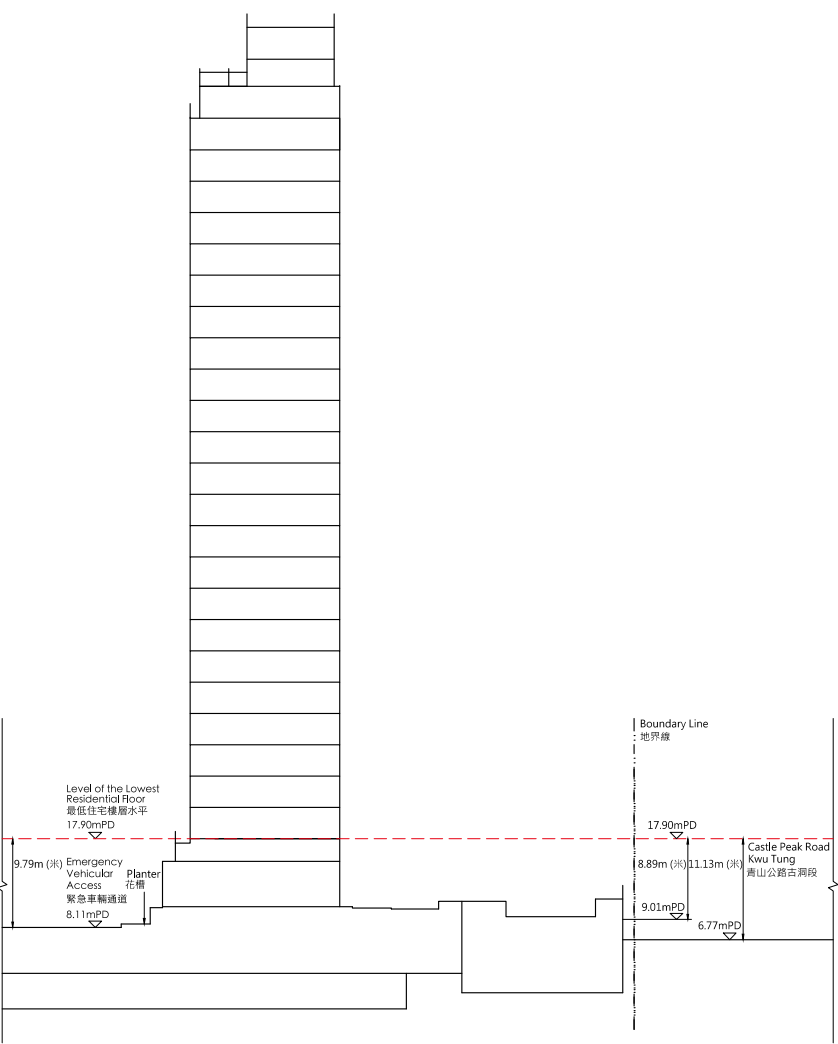 Boundary Line
地界線
Level of the Lowest
Residential Floor
最低住宅樓層水平
17.90mPD
17.90mPD
9.79m (米)
Emergency
Vehicular
Access
緊急車輛通道
8.11mPD
Planter
花槽
8.89m (米)
11.13m (米)
Castle Peak Road
Kwu Tung
青山公路古洞段
9.01mPD
6.77mPD